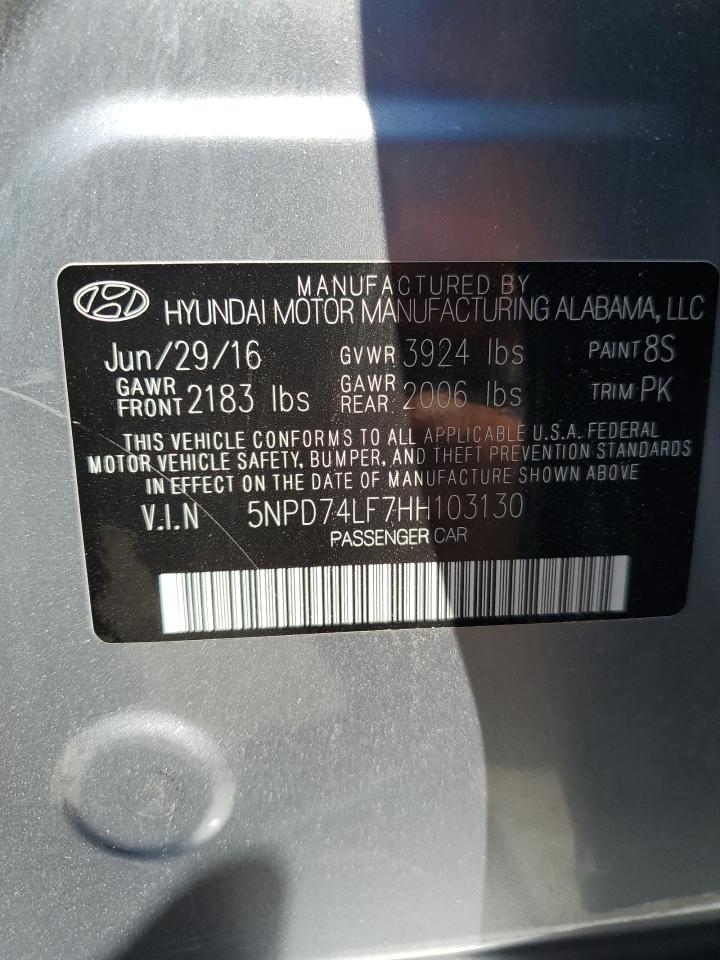 MANUFACTURED BY
HYUNDAI MOTOR MANUFACTURING ALABAMA, LLC
Jun/29/16 GVWR 3924 lbs PAINT 8S
GAWR FRONT 2183 lbs GAWR REAR 2006 lbs TRIM PK
THIS VEHICLE CONFORMS TO ALL APPLICABLE U.S.A. FEDERAL
MOTOR VEHICLE SAFETY, BUMPER, AND THEFT PREVENTION STANDARDS
IN EFFECT ON THE DATE OF MANUFACTURE SHOWN ABOVE
V.I.N 5NPD74LF7HH103130
PASSENGER CAR